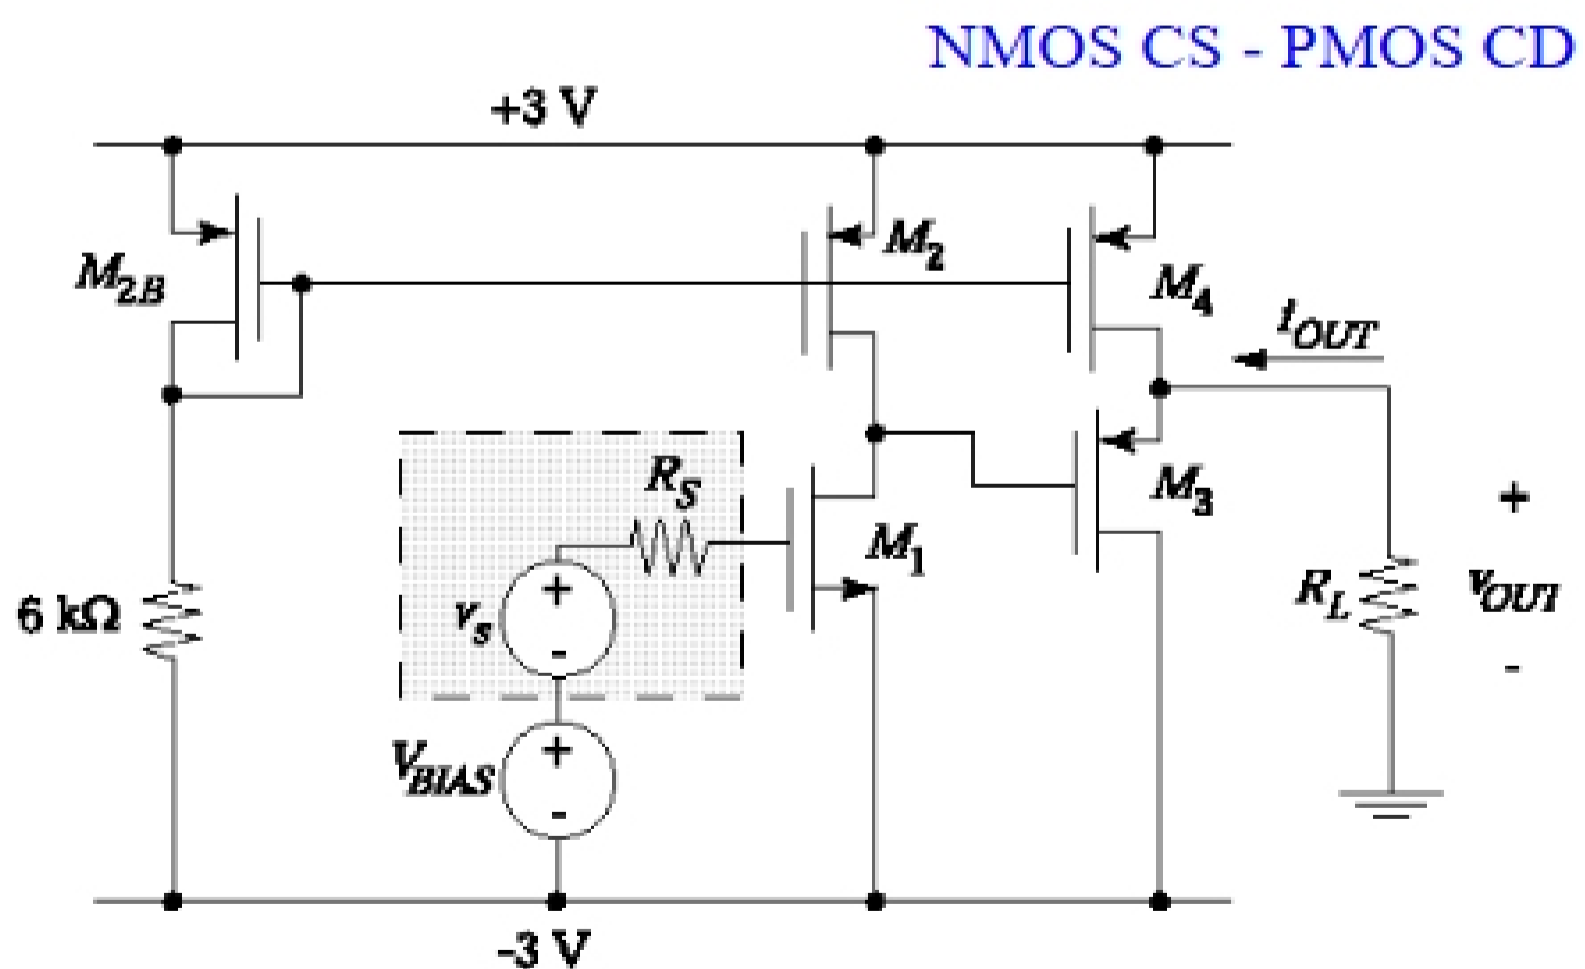 NMOS CS - PMOS CD
+3 V
M2B
M2
M4
iOUT
RS
M3
+
M1
6 kΩ
vs
+
-
RL
vOUT
-
VBIAS
+
-
-3 V